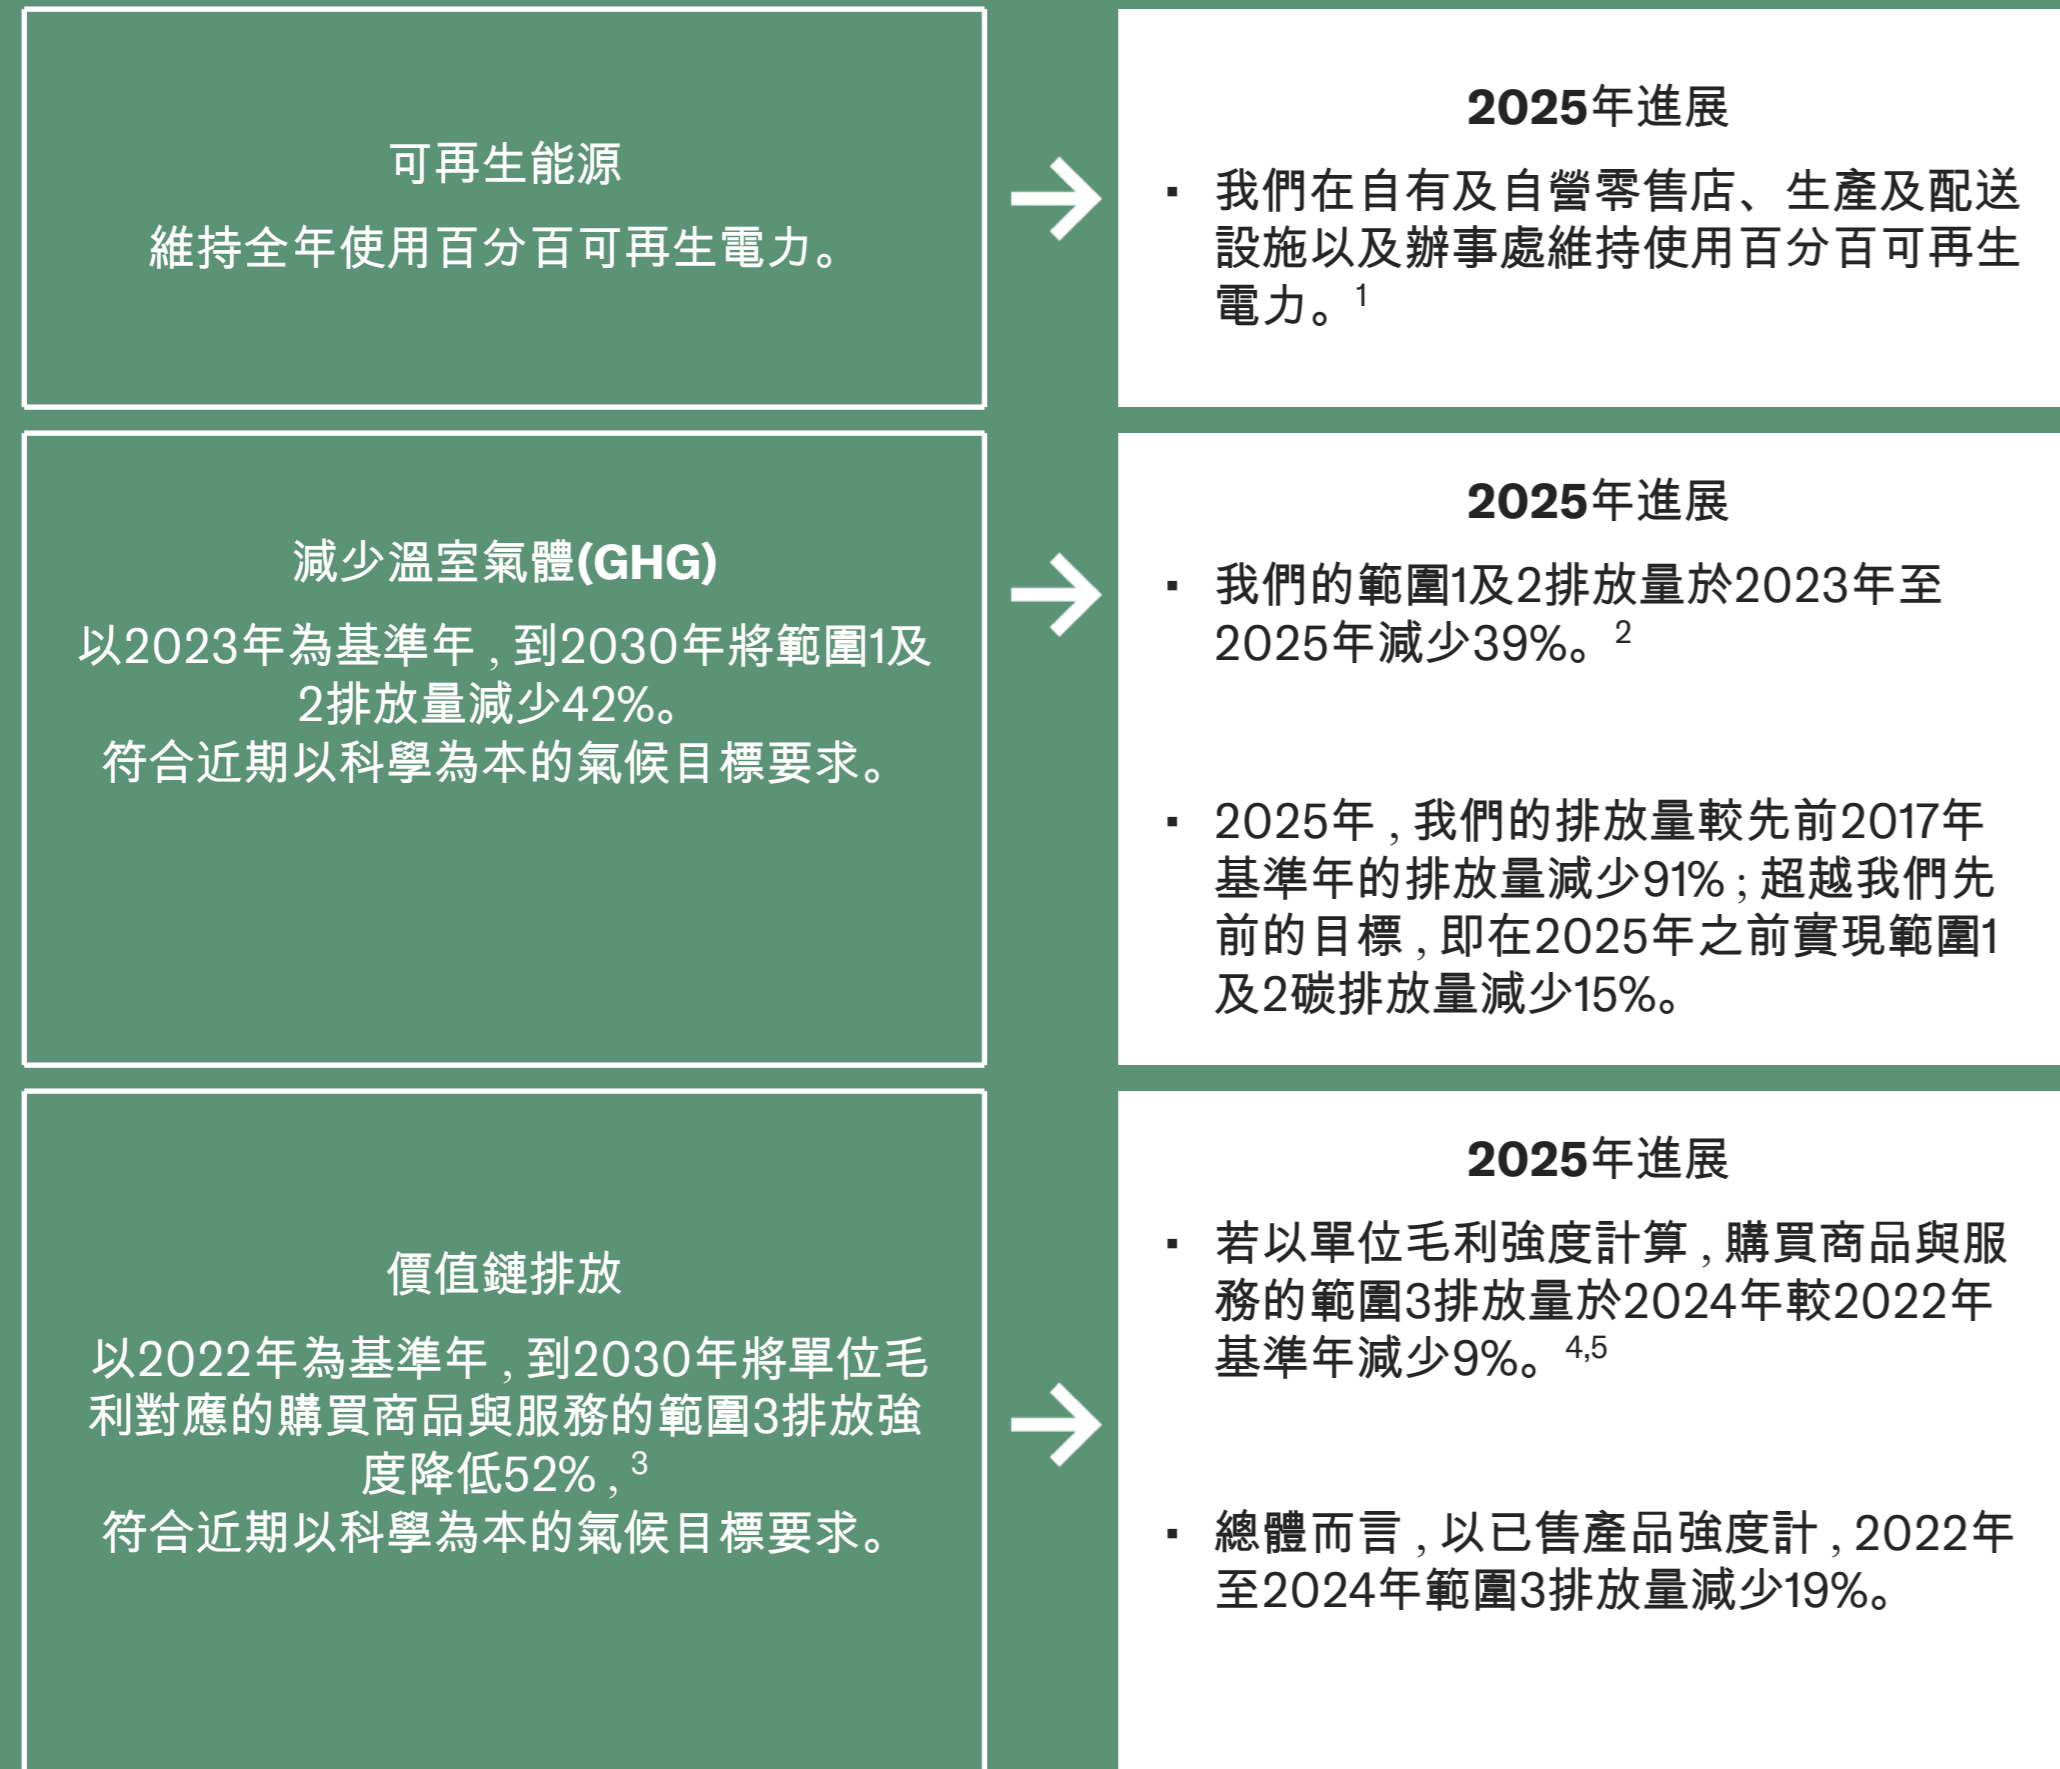 可再生能源
維持全年使用百分百可再生電力。
2025年進展
▪ 我們在自有及自營零售店、生產及配送
設施以及辦事處維持使用百分百可再生
電力。1
減少溫室氣體(GHG)
以2023年為基準年,到2030年將範圍1及
2排放量減少42%。
符合近期以科學為本的氣候目標要求。
2025年進展
▪ 我們的範圍1及2排放量於2023年至
2025年減少39%。2
▪ 2025年,我們的排放量較先前2017年
基準年的排放量減少91%;超越我們先
前的目標,即在2025年之前實現範圍1
及2碳排放量減少15%。
價值鏈排放
以2022年為基準年,到2030年將單位毛
利對應的購買商品與服務的範圍3排放強
度降低52%,3
符合近期以科學為本的氣候目標要求。
2025年進展
▪ 若以單位毛利強度計算,購買商品與服
務的範圍3排放量於2024年較2022年
基準年減少9%。4,5
▪ 總體而言,以已售產品強度計,2022年
至2024年範圍3排放量減少19%。